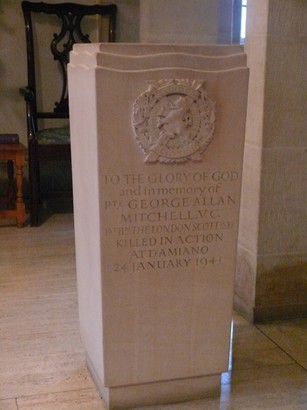 TO THE GLORY OF GOD
and in memory of
PTE GEORGE ALLAN
MITCHELL, V.C.
THE LONDON SCOTTISH
KILLED IN ACTION
AT DAMIANO
24 JANUARY 1944